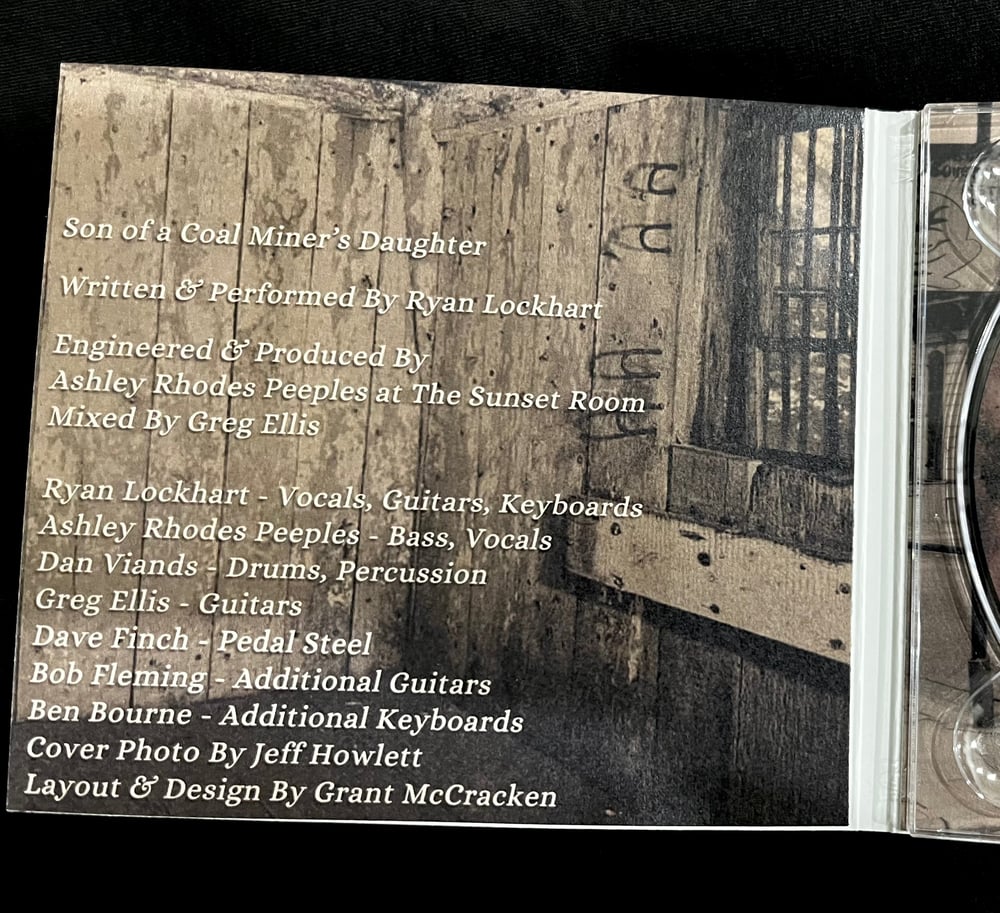 Son of a Coal Miner's Daughter
Written & Performed By Ryan Lockhart
Engineered & Produced By
Ashley Rhodes Peeples at The Sunset Room
Mixed By Greg Ellis
Ryan Lockhart - Vocals, Guitars, Keyboards
Ashley Rhodes Peeples - Bass, Vocals
Dan Viands - Drums, Percussion
Greg Ellis - Guitars
Dave Finch - Pedal Steel
Bob Fleming - Additional Guitars
Ben Bourne - Additional Keyboards
Cover Photo By Jeff Howlett
Layout & Design By Grant McCracken